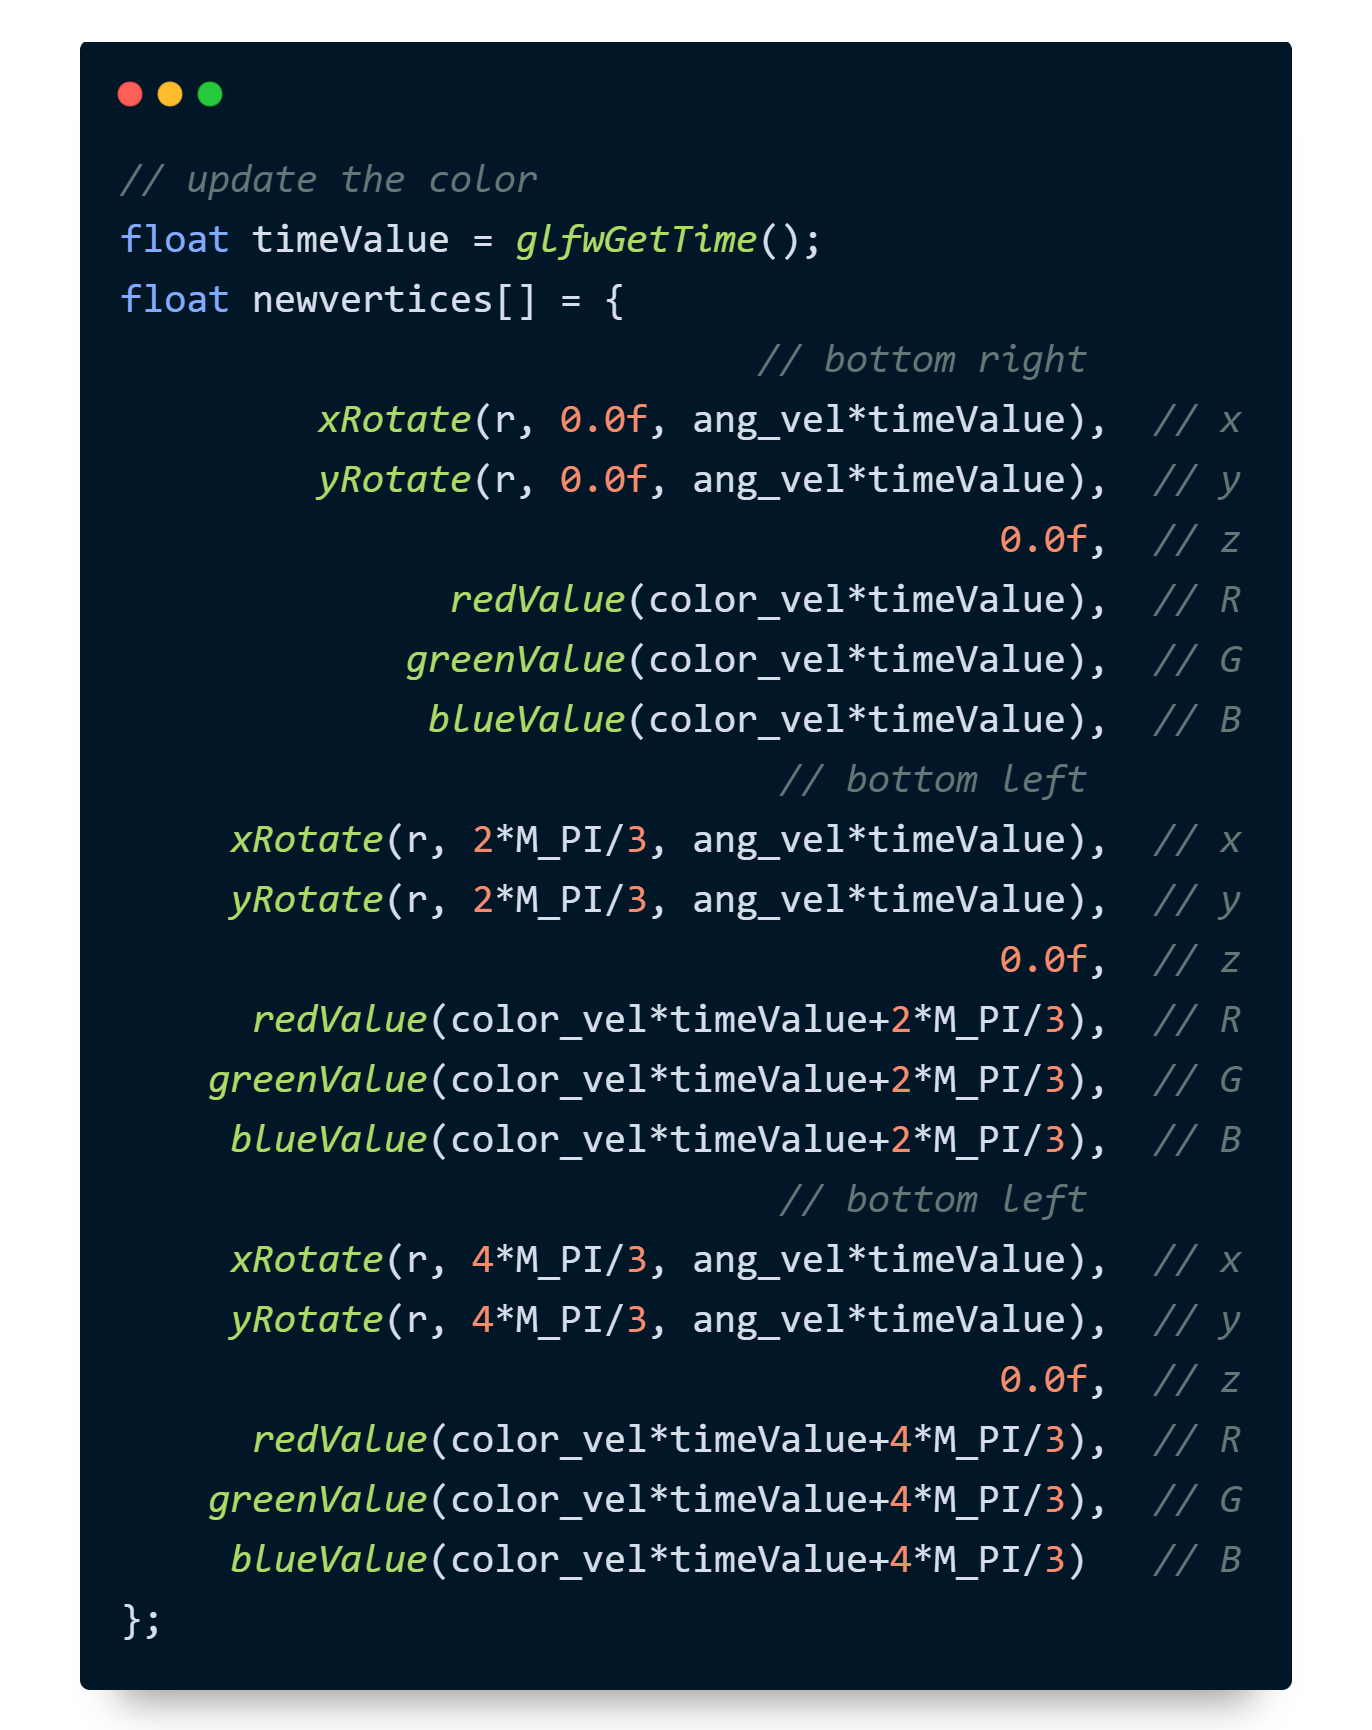 // update the color
float timeValue = glfwGetTime();
float newvertices[] = {
                             // bottom right
         xRotate(r, 0.0f, ang_vel*timeValue),  // x
         yRotate(r, 0.0f, ang_vel*timeValue),  // y
                                        0.0f,  // z
               redValue(color_vel*timeValue),  // R
             greenValue(color_vel*timeValue),  // G
              blueValue(color_vel*timeValue),  // B
                              // bottom left
     xRotate(r, 2*M_PI/3, ang_vel*timeValue),  // x
     yRotate(r, 2*M_PI/3, ang_vel*timeValue),  // y
                                        0.0f,  // z
      redValue(color_vel*timeValue+2*M_PI/3),  // R
    greenValue(color_vel*timeValue+2*M_PI/3),  // G
     blueValue(color_vel*timeValue+2*M_PI/3),  // B
                              // bottom left
     xRotate(r, 4*M_PI/3, ang_vel*timeValue),  // x
     yRotate(r, 4*M_PI/3, ang_vel*timeValue),  // y
                                        0.0f,  // z
      redValue(color_vel*timeValue+4*M_PI/3),  // R
    greenValue(color_vel*timeValue+4*M_PI/3),  // G
     blueValue(color_vel*timeValue+4*M_PI/3)   // B
};